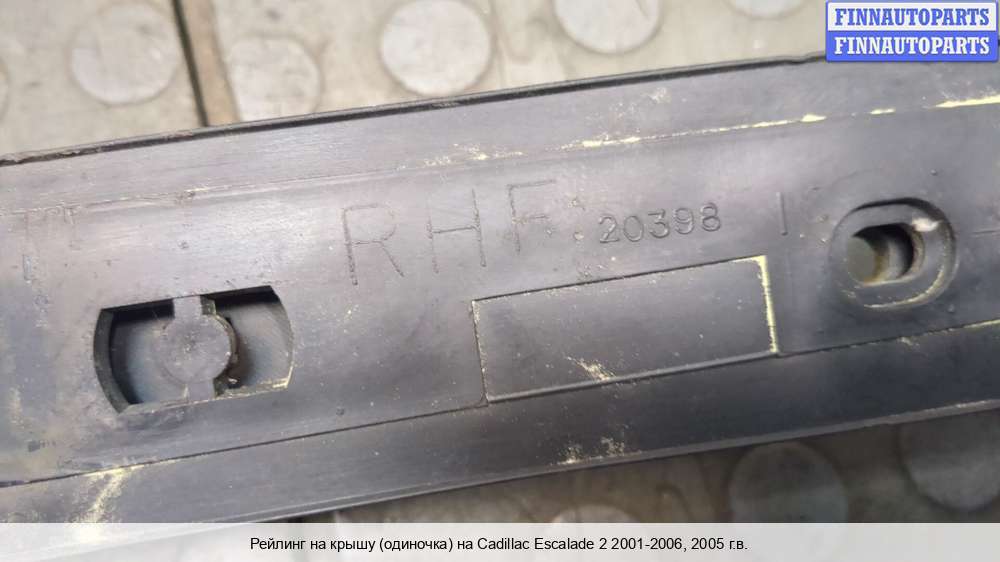 FINNAUTOPARTS
FINNAUTOPARTS
RHF 20398
Рейлинг на крышу (одиночка) на Cadillac Escalade 2 2001-2006, 2005 г.в.